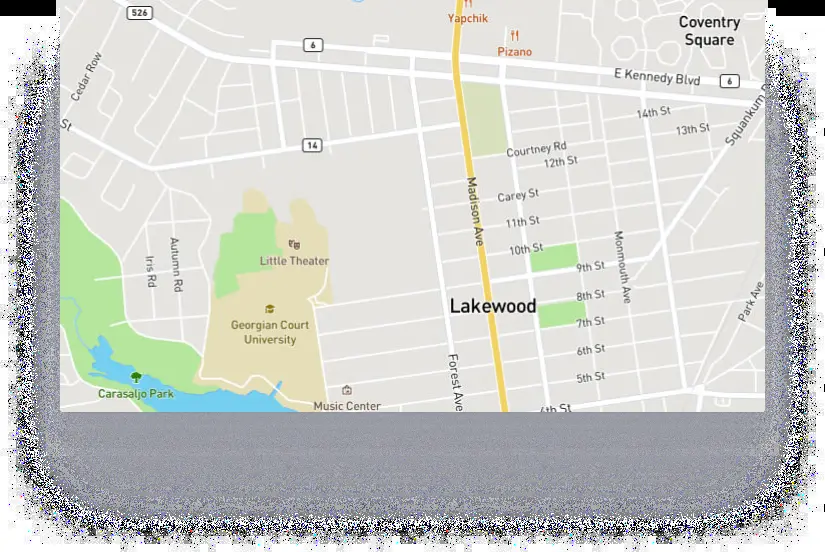 526
Yapchik
Coventry
Square
6
Pizano
Cedar Row
E Kennedy Blvd
6
St
14th St
Squankum
13th St
14
Courtney Rd
12th St
Carey St
Madison Ave
11th St
Autumn Rd
Iris Rd
Little Theater
10th St
Monmouth Ave
9th St
Lakewood
8th St
Park Ave
Georgian Court
University
7th St
6th St
Forest Ave
5th St
Carasaljo Park
Music Center
4th St